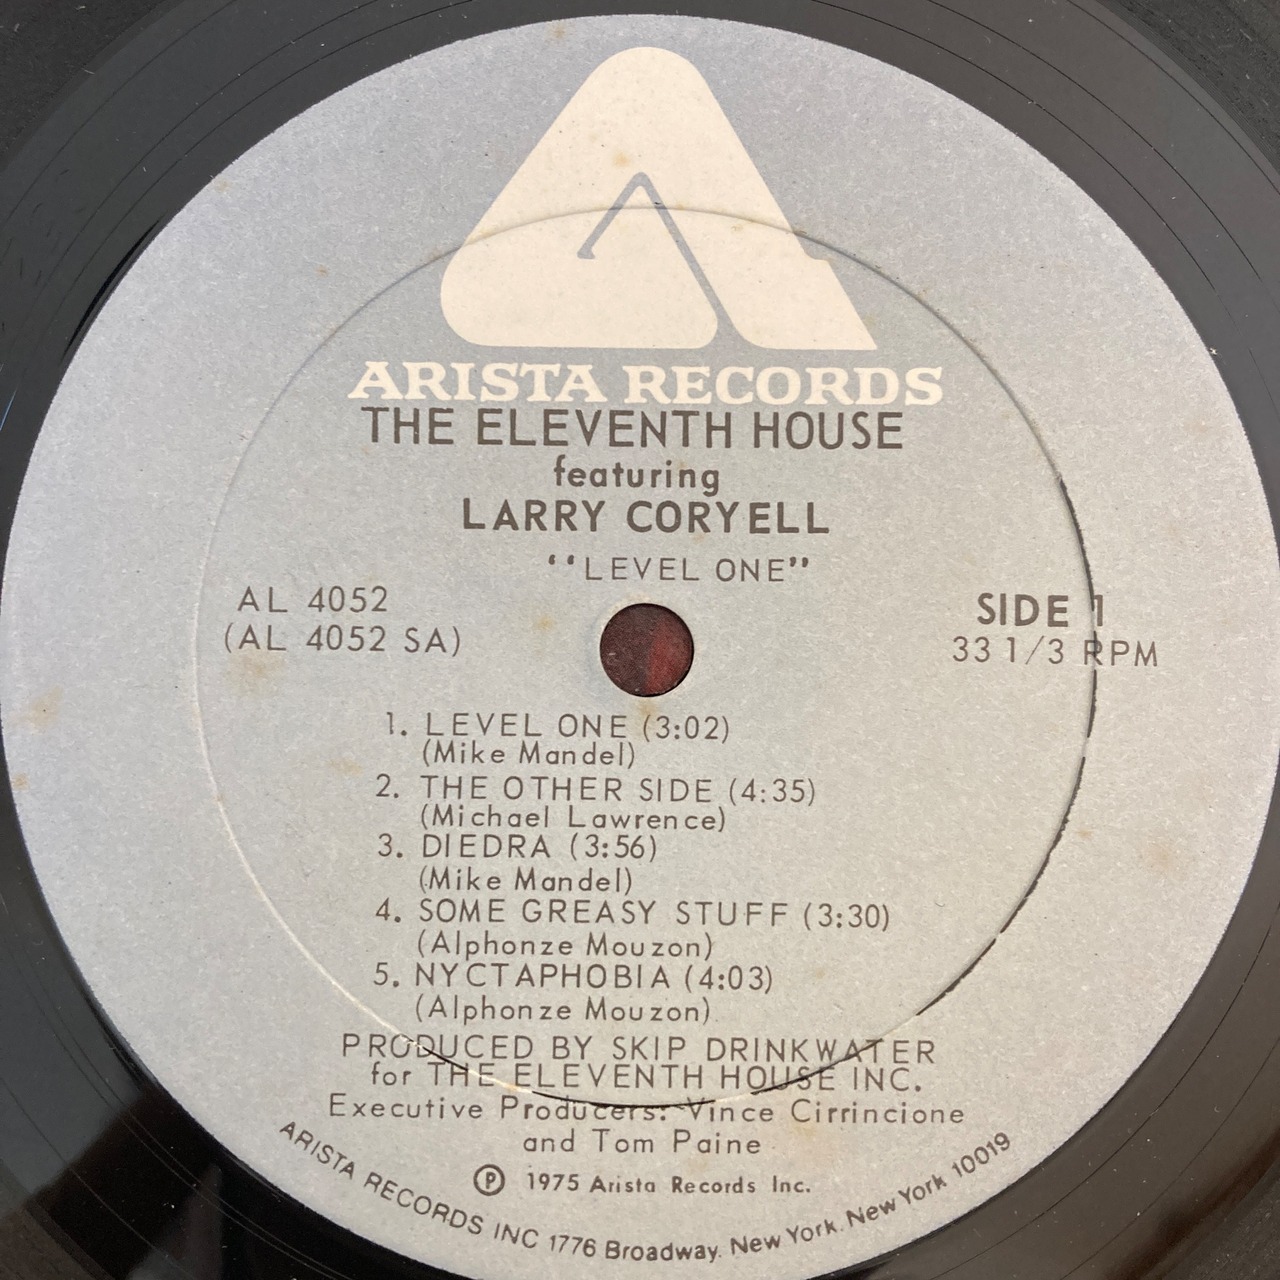 ARISTA RECORDS
THE ELEVENTH HOUSE
featuring
LARRY CORYELL
"LEVEL ONE"
AL 4052
(AL 4052 SA)
SIDE 1
33 1/3 RPM
1. LEVEL ONE (3:02)
(Mike Mandel)
2. THE OTHER SIDE (4:35)
(Michael Lawrence)
3. DIEDRA (3:56)
(Mike Mandel)
4. SOME GREASY STUFF (3:30)
(Alphonze Mouzon)
5. NYCTAPHOBIA (4:03)
(Alphonze Mouzon)
PRODUCED BY SKIP DRINKWATER
for THE ELEVENTH HOUSE INC.
Executive Producers: Vince Cirrincione
and Tom Paine
℗ 1975 Arista Records Inc.
ARISTA RECORDS INC 1776 Broadway. New York. New York 10019